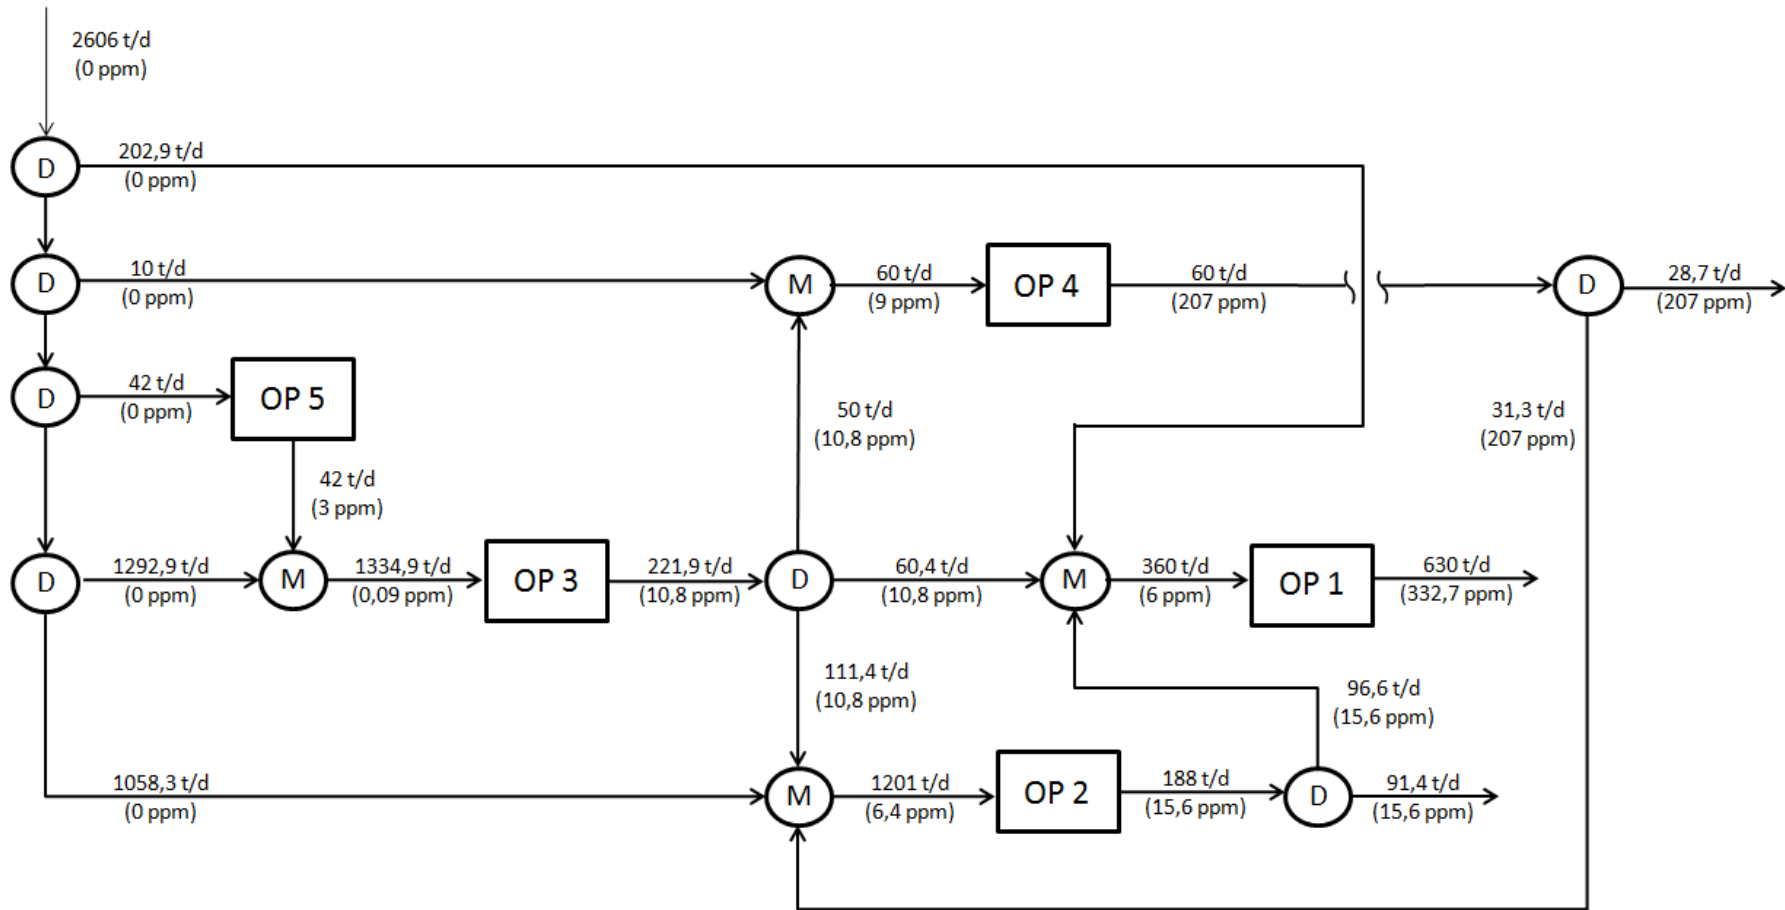 2606 t/d
(0 ppm)
D
202,9 t/d
(0 ppm)
D
10 t/d
(0 ppm)
M
60 t/d
(9 ppm)
OP 4
60 t/d
(207 ppm)
D
28,7 t/d
(207 ppm)
D
42 t/d
(0 ppm)
OP 5
50 t/d
(10,8 ppm)
31,3 t/d
(207 ppm)
42 t/d
(3 ppm)
D
1292,9 t/d
(0 ppm)
M
1334,9 t/d
(0,09 ppm)
OP 3
221,9 t/d
(10,8 ppm)
D
60,4 t/d
(10,8 ppm)
M
360 t/d
(6 ppm)
OP 1
630 t/d
(332,7 ppm)
111,4 t/d
(10,8 ppm)
96,6 t/d
(15,6 ppm)
1058,3 t/d
(0 ppm)
M
1201 t/d
(6,4 ppm)
OP 2
188 t/d
(15,6 ppm)
D
91,4 t/d
(15,6 ppm)